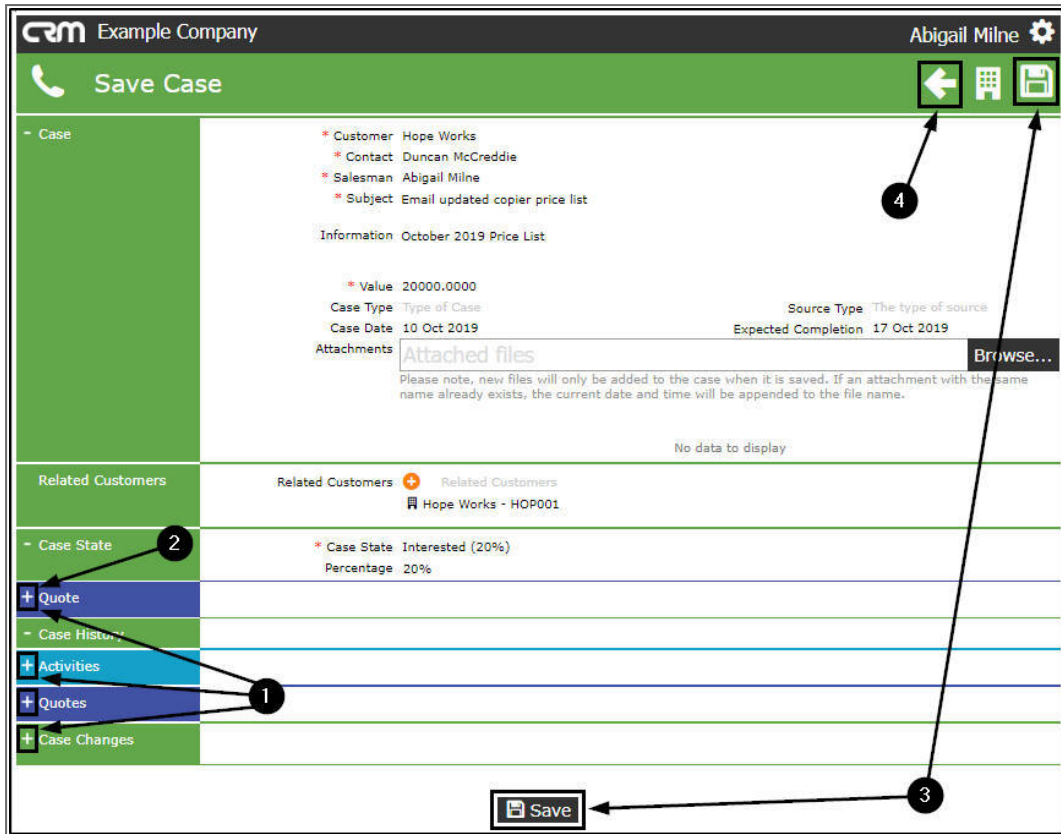 CRM Example Company Abigail Milne
Save Case
4
- Case
* Customer Hope Works
* Contact Duncan McCreddie
* Salesman Abigail Milne
* Subject Email updated copier price list
Information October 2019 Price List
* Value 20000.0000
Case Type Type of Case Source Type The type of source
Case Date 10 Oct 2019 Expected Completion 17 Oct 2019
Attachments Attached files Browse...
Please note, new files will only be added to the case when it is saved. If an attachment with the same
name already exists, the current date and time will be appended to the file name.
No data to display
Related Customers Related Customers + Related Customers
Hope Works - HOP001
2
- Case State * Case State Interested (20%)
Percentage 20%
+ Quote
- Case History
+ Activities
1
+ Quotes
+ Case Changes
3
Save